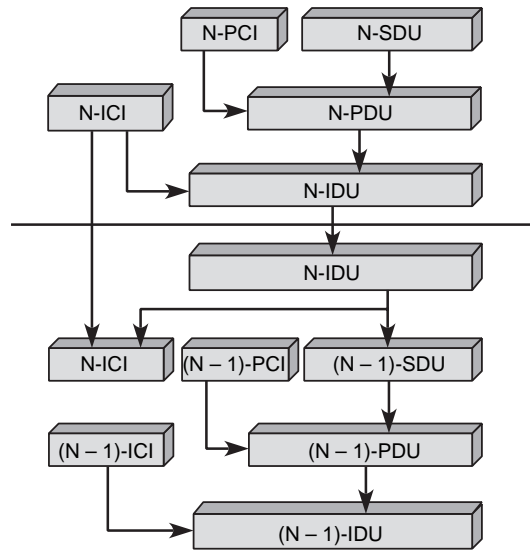 N-PCI
N-SDU
N-ICI
N-PDU
N-IDU
N-IDU
N-ICI
(N – 1)-PCI
(N – 1)-SDU
(N – 1)-ICI
(N – 1)-PDU
(N – 1)-IDU